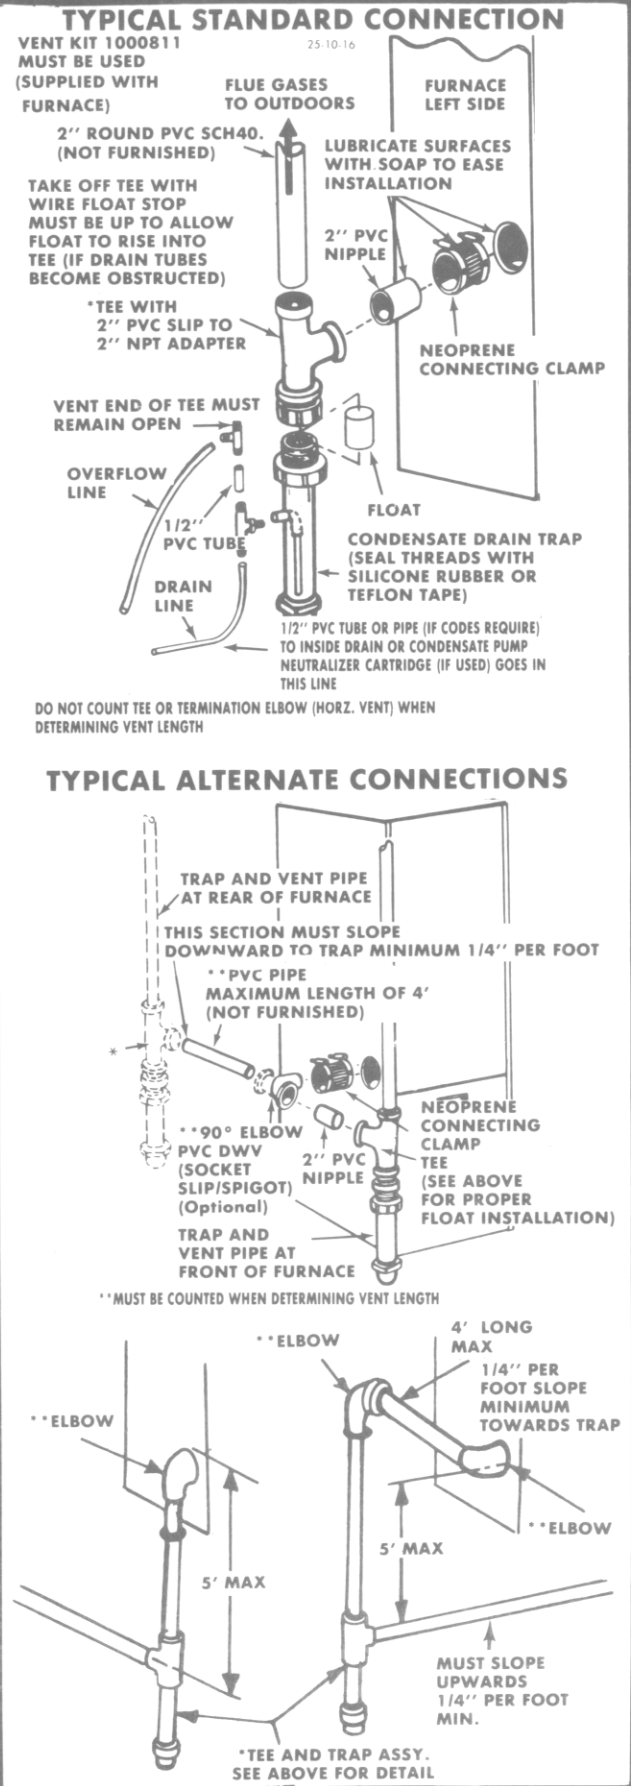 TYPICAL STANDARD CONNECTION
VENT KIT 1000811
MUST BE USED
(SUPPLIED WITH
FURNACE)
25-10-16
FLUE GASES
TO OUTDOORS
FURNACE
LEFT SIDE
2'' ROUND PVC SCH40.
(NOT FURNISHED)
LUBRICATE SURFACES
WITH SOAP TO EASE
INSTALLATION
TAKE OFF TEE WITH
WIRE FLOAT STOP
MUST BE UP TO ALLOW
FLOAT TO RISE INTO
TEE (IF DRAIN TUBES
BECOME OBSTRUCTED)
2'' PVC
NIPPLE
*TEE WITH
2'' PVC SLIP TO
2'' NPT ADAPTER
NEOPRENE
CONNECTING CLAMP
VENT END OF TEE MUST
REMAIN OPEN
OVERFLOW
LINE
1/2''
PVC TUBE
FLOAT
CONDENSATE DRAIN TRAP
(SEAL THREADS WITH
SILICONE RUBBER OR
TEFLON TAPE)
DRAIN
LINE
1/2'' PVC TUBE OR PIPE (IF CODES REQUIRE)
TO INSIDE DRAIN OR CONDENSATE PUMP
NEUTRALIZER CARTRIDGE (IF USED) GOES IN
THIS LINE
DO NOT COUNT TEE OR TERMINATION ELBOW (HORZ. VENT) WHEN
DETERMINING VENT LENGTH
TYPICAL ALTERNATE CONNECTIONS
TRAP AND VENT PIPE
AT REAR OF FURNACE
THIS SECTION MUST SLOPE
DOWNWARD TO TRAP MINIMUM 1/4'' PER FOOT
**PVC PIPE
MAXIMUM LENGTH OF 4'
(NOT FURNISHED)
*
**90° ELBOW
PVC DWV
(SOCKET
SLIP/SPIGOT)
(Optional)
2'' PVC
NIPPLE
NEOPRENE
CONNECTING
CLAMP
TEE
(SEE ABOVE
FOR PROPER
FLOAT INSTALLATION)
TRAP AND
VENT PIPE AT
FRONT OF FURNACE
**MUST BE COUNTED WHEN DETERMINING VENT LENGTH
**ELBOW
4' LONG
MAX
1/4'' PER
FOOT SLOPE
MINIMUM
TOWARDS TRAP
**ELBOW
**ELBOW
5' MAX
5' MAX
MUST SLOPE
UPWARDS
1/4'' PER FOOT
MIN.
*TEE AND TRAP ASSY.
SEE ABOVE FOR DETAIL